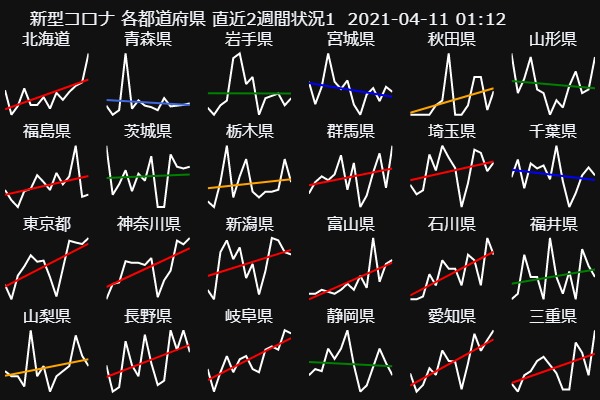 新型コロナ 各都道府県 直近2週間状況1 2021-04-11 01:12
北海道 青森県 岩手県 宮城県 秋田県 山形県
福島県 茨城県 栃木県 群馬県 埼玉県 千葉県
東京都 神奈川県 新潟県 富山県 石川県 福井県
山梨県 長野県 岐阜県 静岡県 愛知県 三重県